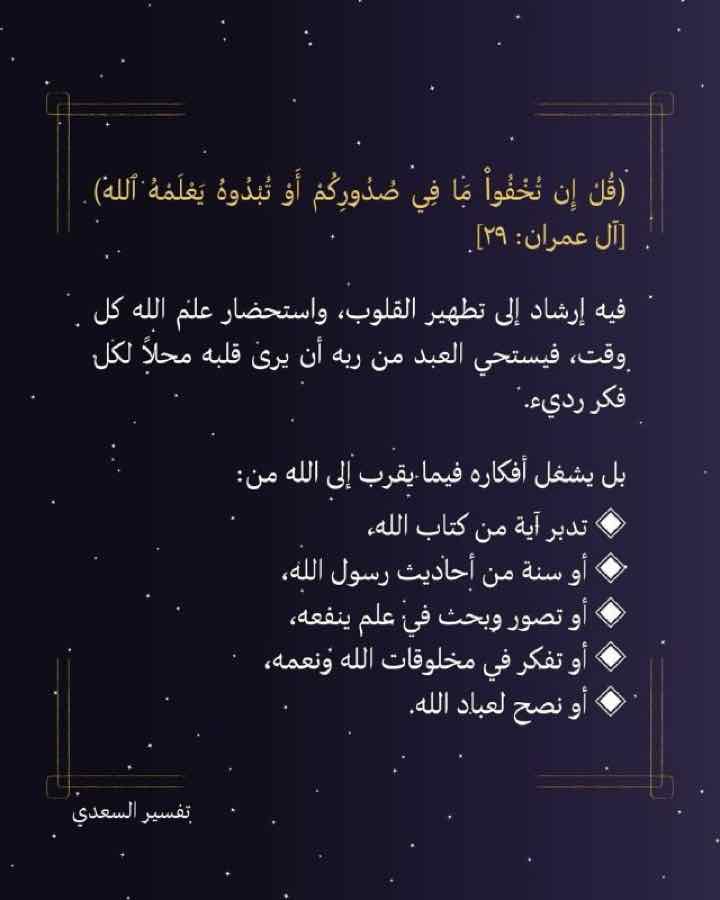 (قُلْ إِن تُخْفُواْ مَا فِي صُدُورِكُمْ أَوْ تُبْدُوهُ يَعْلَمْهُ ٱلله)
[آل عمران: ٢٩]
فيه إرشاد إلى تطهير القلوب، واستحضار علم الله كل
وقت، فيستحي العبد من ربه أن يرى قلبه محلاً لكل
فكر رديء.
بل يشغل أفكاره فيما يقرب إلى الله من:
◈ تدبر آية من كتاب الله،
◈ أو سنة من أحاديث رسول الله،
◈ أو تصور وبحث في علم ينفعه،
◈ أو تفكر في مخلوقات الله ونعمه،
◈ أو نصح لعباد الله.
تفسير السعدي